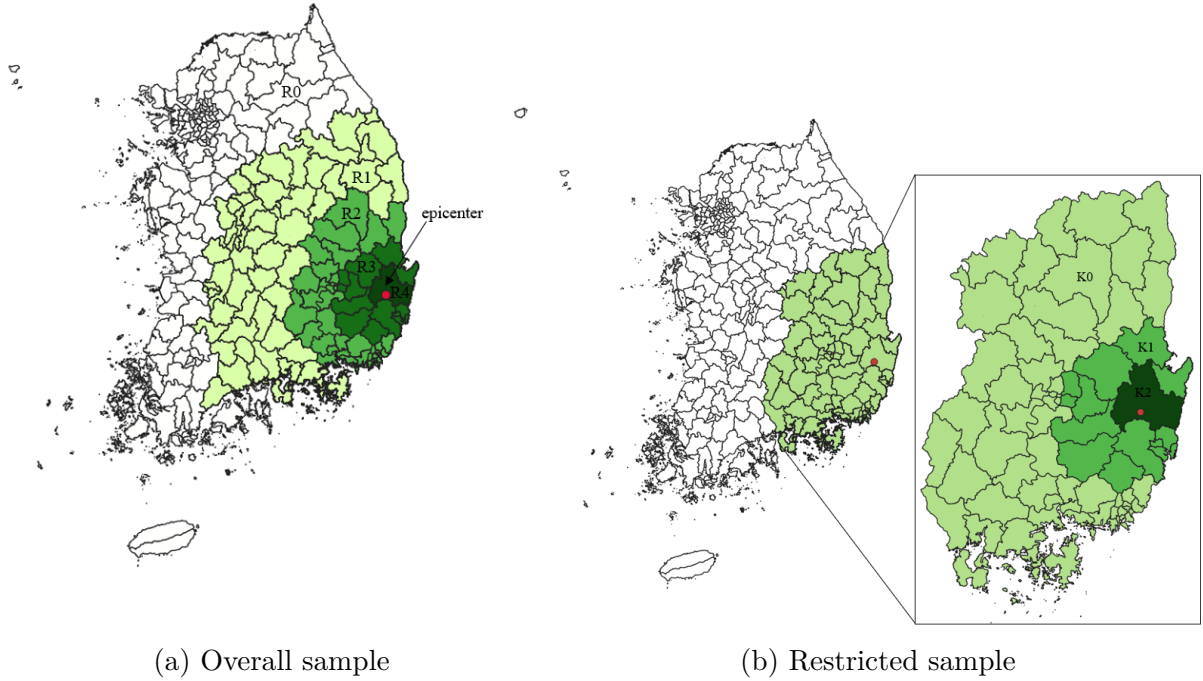 R0
R1
R2
epicenter
R3
R4
K0
K1
K2
(a) Overall sample
(b) Restricted sample